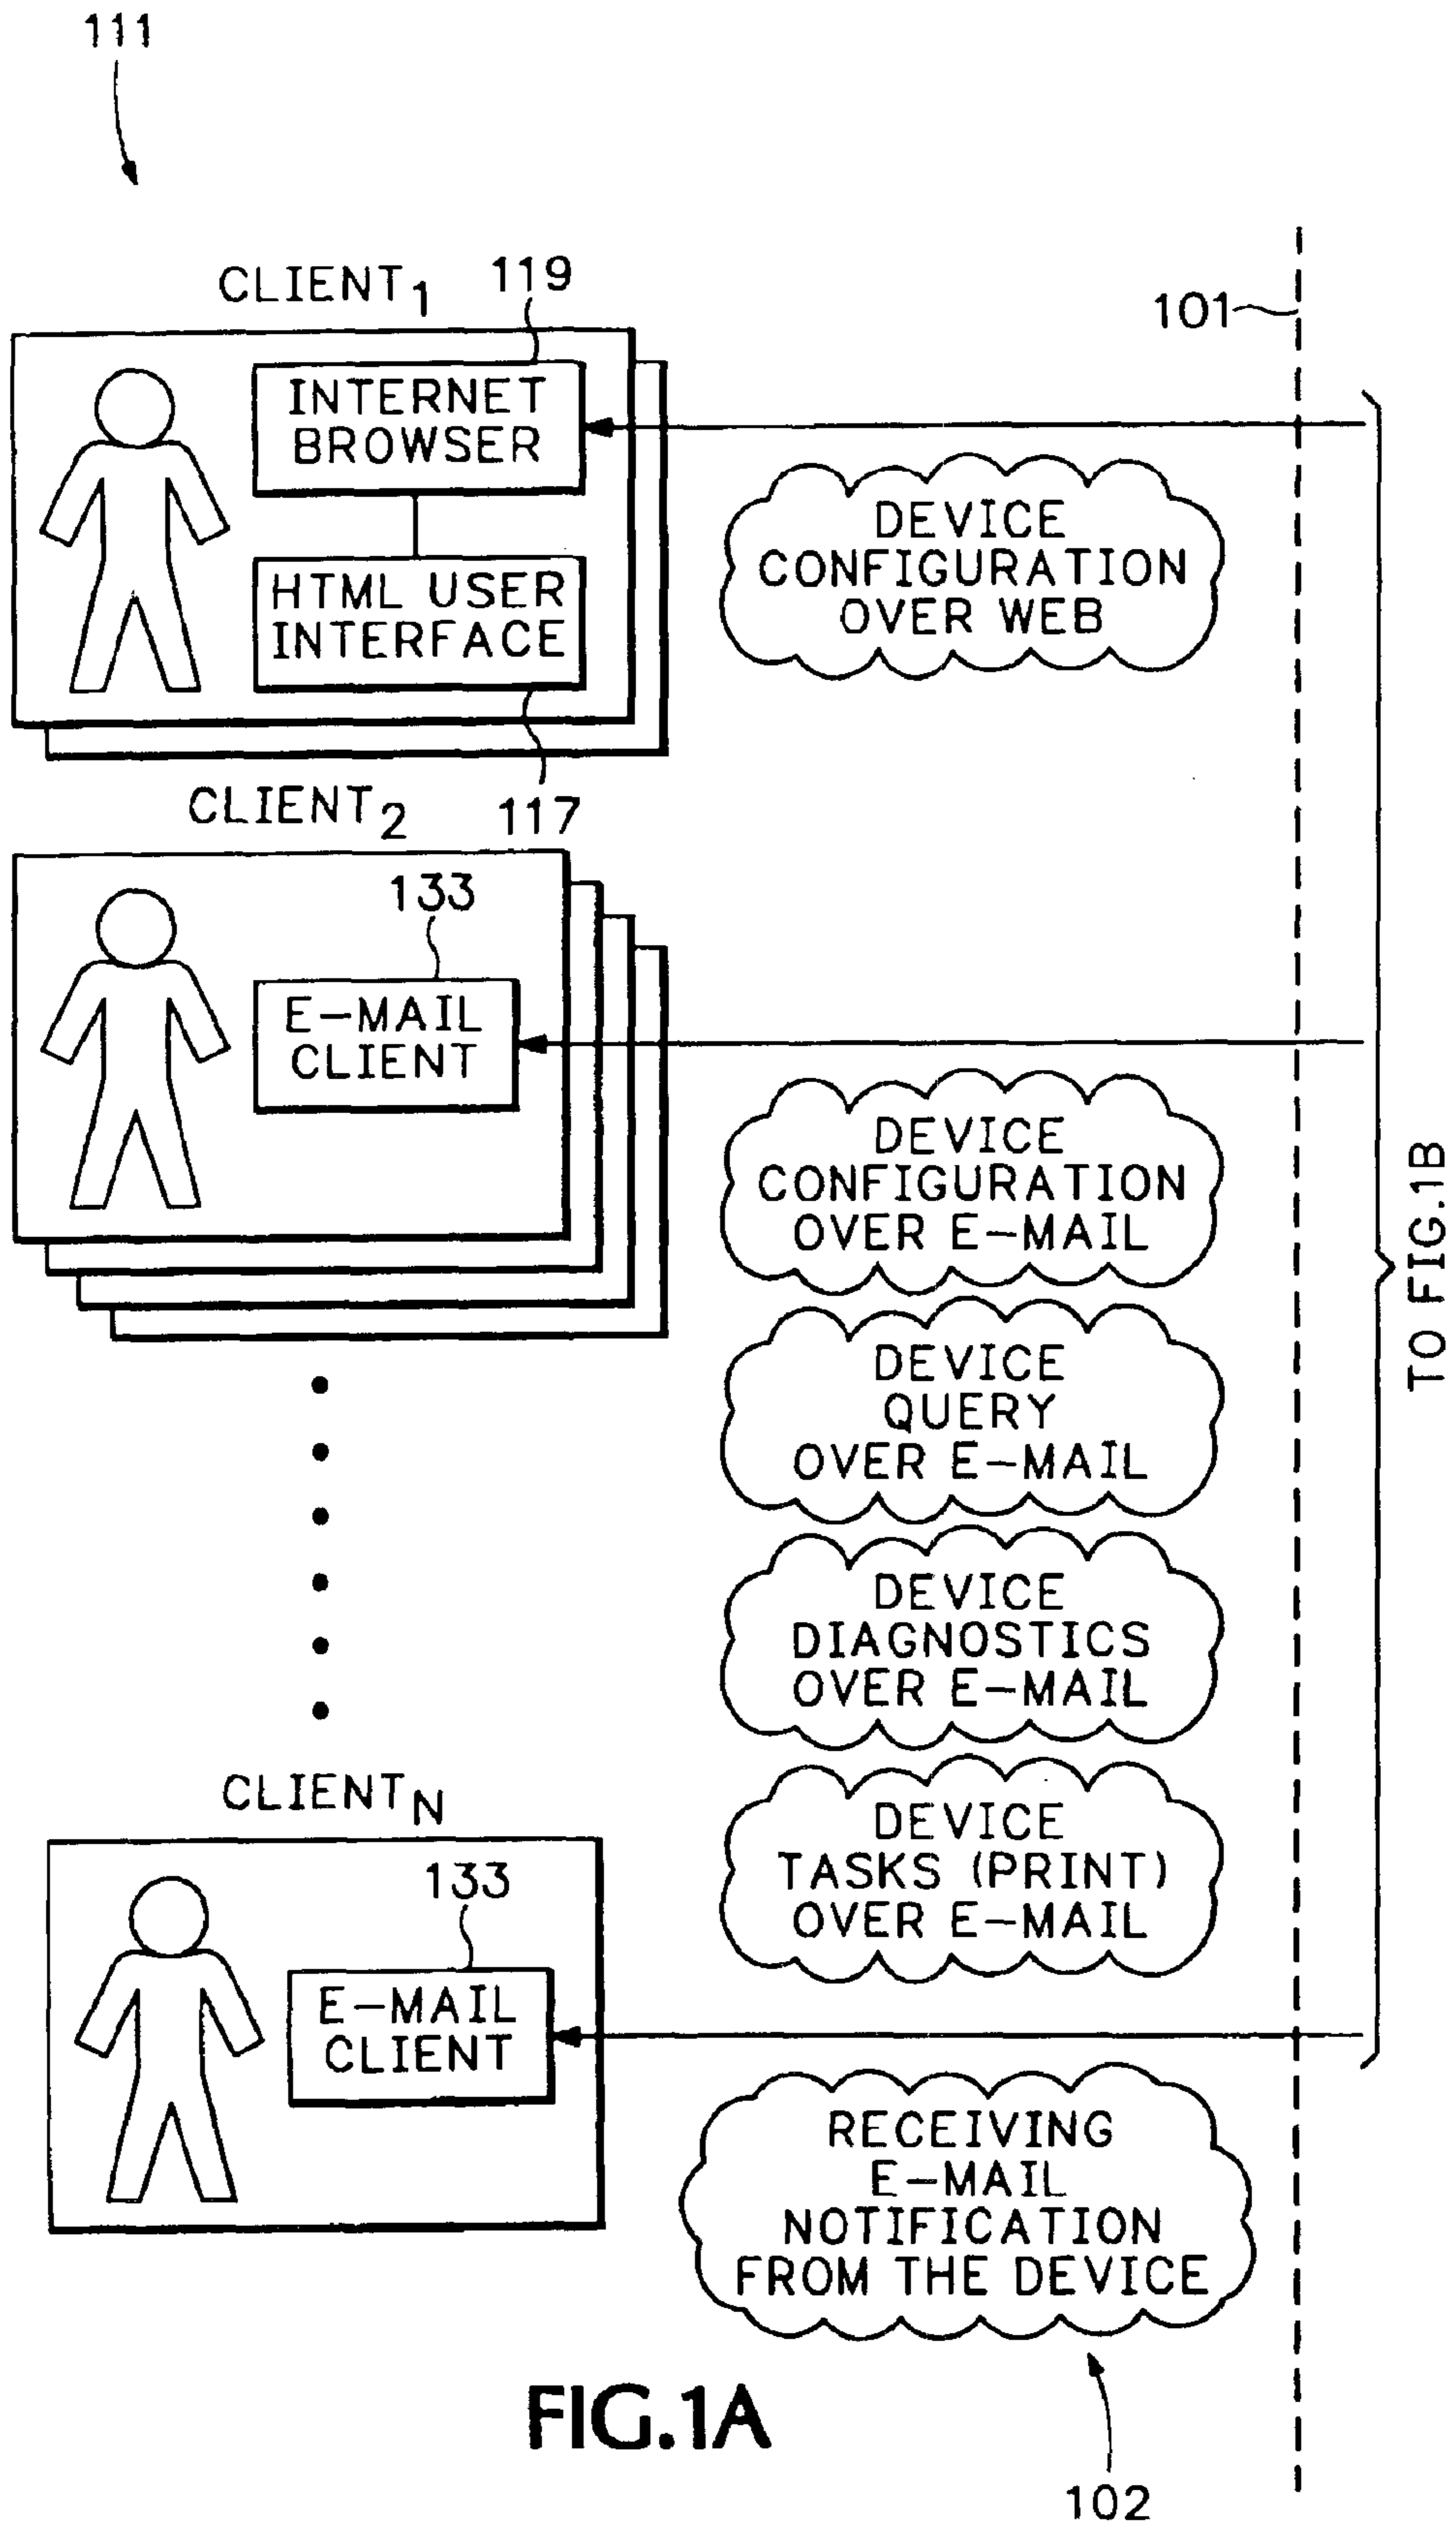 111
CLIENT1
119
101
INTERNET
BROWSER
DEVICE
CONFIGURATION
OVER WEB
HTML USER
INTERFACE
117
CLIENT2
133
E-MAIL
CLIENT
DEVICE
CONFIGURATION
OVER E-MAIL
TO FIG.1B
DEVICE
QUERY
OVER E-MAIL
DEVICE
DIAGNOSTICS
OVER E-MAIL
CLIENTN
DEVICE
TASKS (PRINT)
OVER E-MAIL
133
E-MAIL
CLIENT
RECEIVING
E-MAIL
NOTIFICATION
FROM THE DEVICE
FIG.1A
102